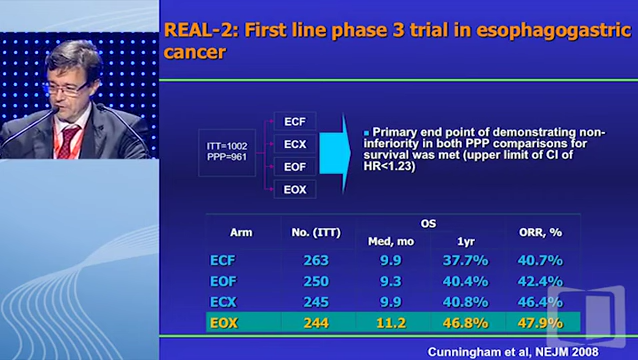 REAL-2: First line phase 3 trial in esophagogastric
cancer
ITT=1002
PPP=961
ECF
ECX
EOF
EOX
Primary end point of demonstrating non-
inferiority in both PPP comparisons for
survival was met (upper limit of CI of
HR<1.23)
Arm No. (ITT) OS ORR, %
Med, mo 1yr
ECF 263 9.9 37.7% 40.7%
EOF 250 9.3 40.4% 42.4%
ECX 245 9.9 40.8% 46.4%
EOX 244 11.2 46.8% 47.9%
Cunningham et al, NEJM 2008